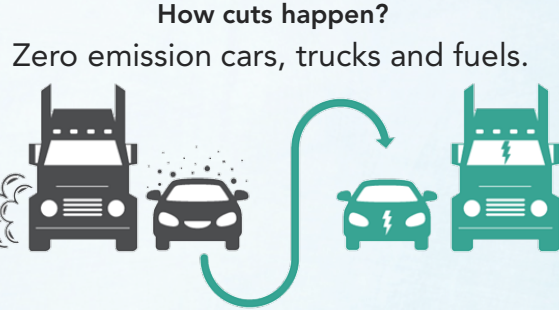 How cuts happen?
Zero emission cars, trucks and fuels.